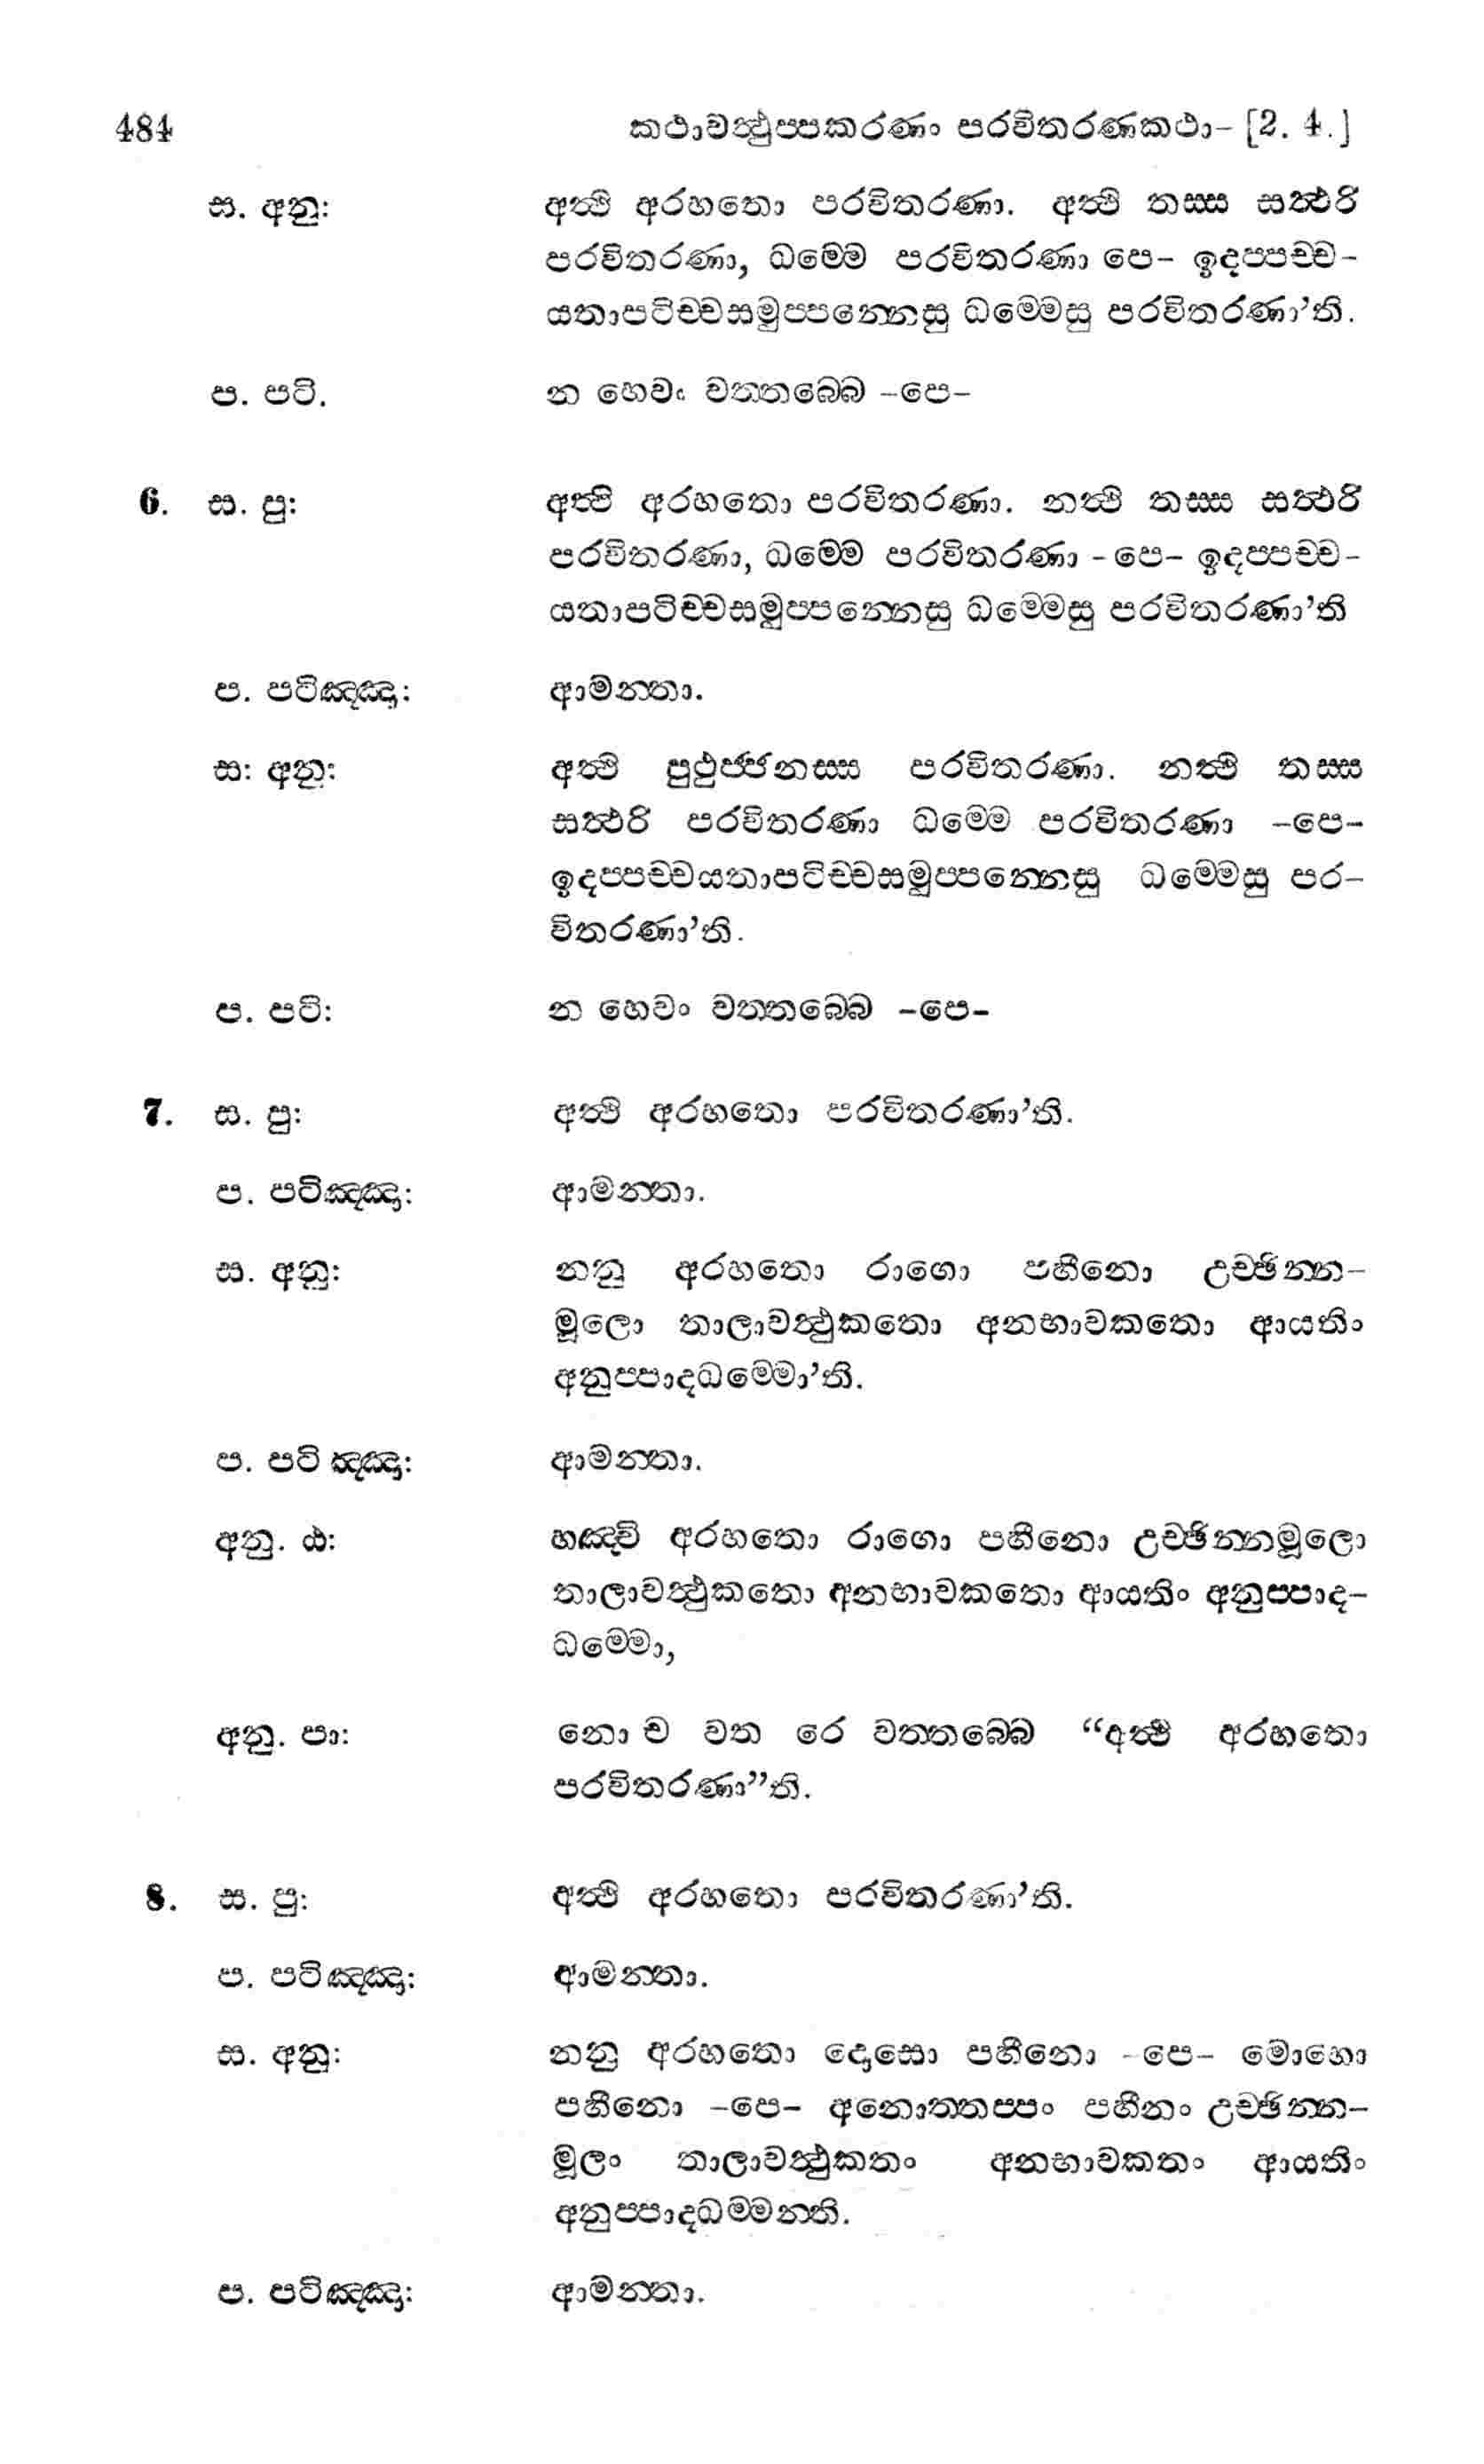 484 කථාවත්‍ථුප්පකරණං පරවිතරණකථා– [2. 4.]
ස. අනු: අත්‍ථි අරහතො පරවිතරණා. අත්‍ථි තස්ස සත්‍ථරි
පරවිතරණා, ධම්මෙ පරවිතරණා පෙ– ඉදප්පච්ච–
යතාපටිච්චසමුප්පන්නෙසු ධම්මෙසු පරවිතරණා’ති.
ප. පටි. න හෙවං වත්තබ්බෙ –පෙ–
6. ස. පු: අත්‍ථි අරහතො පරවිතරණා. නත්‍ථි තස්ස සත්‍ථරි
පරවිතරණා, ධම්මෙ පරවිතරණා -පෙ– ඉදප්පච්ච–
යතාපටිච්චසමුප්පන්නෙසු ධම්මෙසු පරවිතරණා’ති
ප. පටිඤ්ඤා: ආමන්තා.
ස: අනු: අත්‍ථි පුථුජ්ජනස්ස පරවිතරණා. නත්‍ථි තස්ස
සත්‍ථරි පරවිතරණා ධම්මෙ පරවිතරණා –පෙ–
ඉදප්පච්චයතාපටිච්චසමුප්පන්නෙසු ධම්මෙසු පර–
විතරණා’ති.
ප. පටි: න හෙවං වත්තබ්බෙ –පෙ–
7. ස. පු: අත්‍ථි අරහතො පරවිතරණා’ති.
ප. පටිඤ්ඤා: ආමන්තා.
ස. අනු: නනු අරහතො රාගො පහීනො උච්ඡින්න–
මූලො තාලාවත්‍ථුකතො අනභාවකතො ආයතිං
අනුප්පාදධම්මො’ති.
ප. පටිඤ්ඤා: ආමන්තා.
අනු. ඨ: හඤ්චි අරහතො රාගො පහීනො උච්ඡින්නමූලො
තාලාවත්‍ථුකතො අනභාවකතො ආයතිං අනුප්පාද–
ධම්මො,
අනු. පා: නො ච වත රෙ වත්තබ්බෙ “අත්‍ථි අරහතො
පරවිතරණා”ති.
8. ස. පු: අත්‍ථි අරහතො පරවිතරණා’ති.
ප. පටිඤ්ඤා: ආමන්තා.
ස. අනු: නනු අරහතො දොසො පහීනො –පෙ– මොහො
පහීනො –පෙ– අනොත්තප්පං පහීනං උච්ඡින්න–
මූලං තාලාවත්‍ථුකතං අනභාවකතං ආයතිං
අනුප්පාදධම්මන්ති.
ප. පටිඤ්ඤා: ආමන්තා.